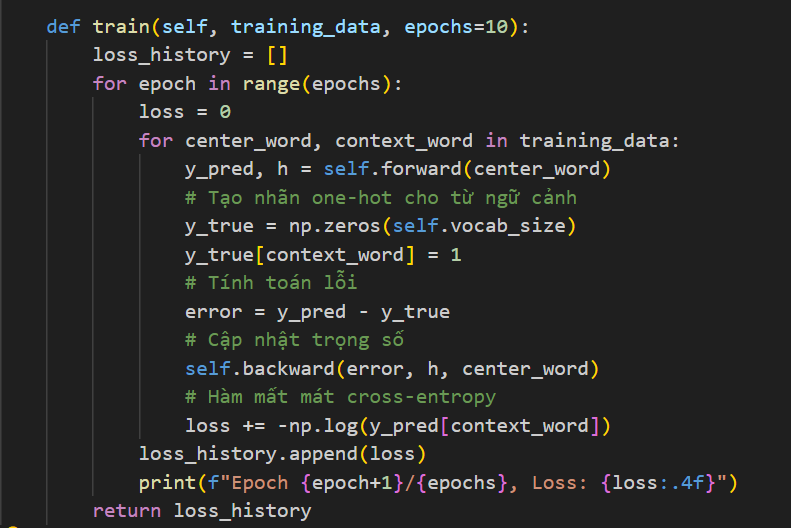 def train(self, training_data, epochs=10):
loss_history = []
for epoch in range(epochs):
loss = 0
for center_word, context_word in training_data:
y_pred, h = self.forward(center_word)
# Tạo nhãn one-hot cho từ ngữ cảnh
y_true = np.zeros(self.vocab_size)
y_true[context_word] = 1
# Tính toán lỗi
error = y_pred - y_true
# Cập nhật trọng số
self.backward(error, h, center_word)
# Hàm mất mát cross-entropy
loss += -np.log(y_pred[context_word])
loss_history.append(loss)
print(f"Epoch {epoch+1}/{epochs}, Loss: {loss:.4f}")
return loss_history